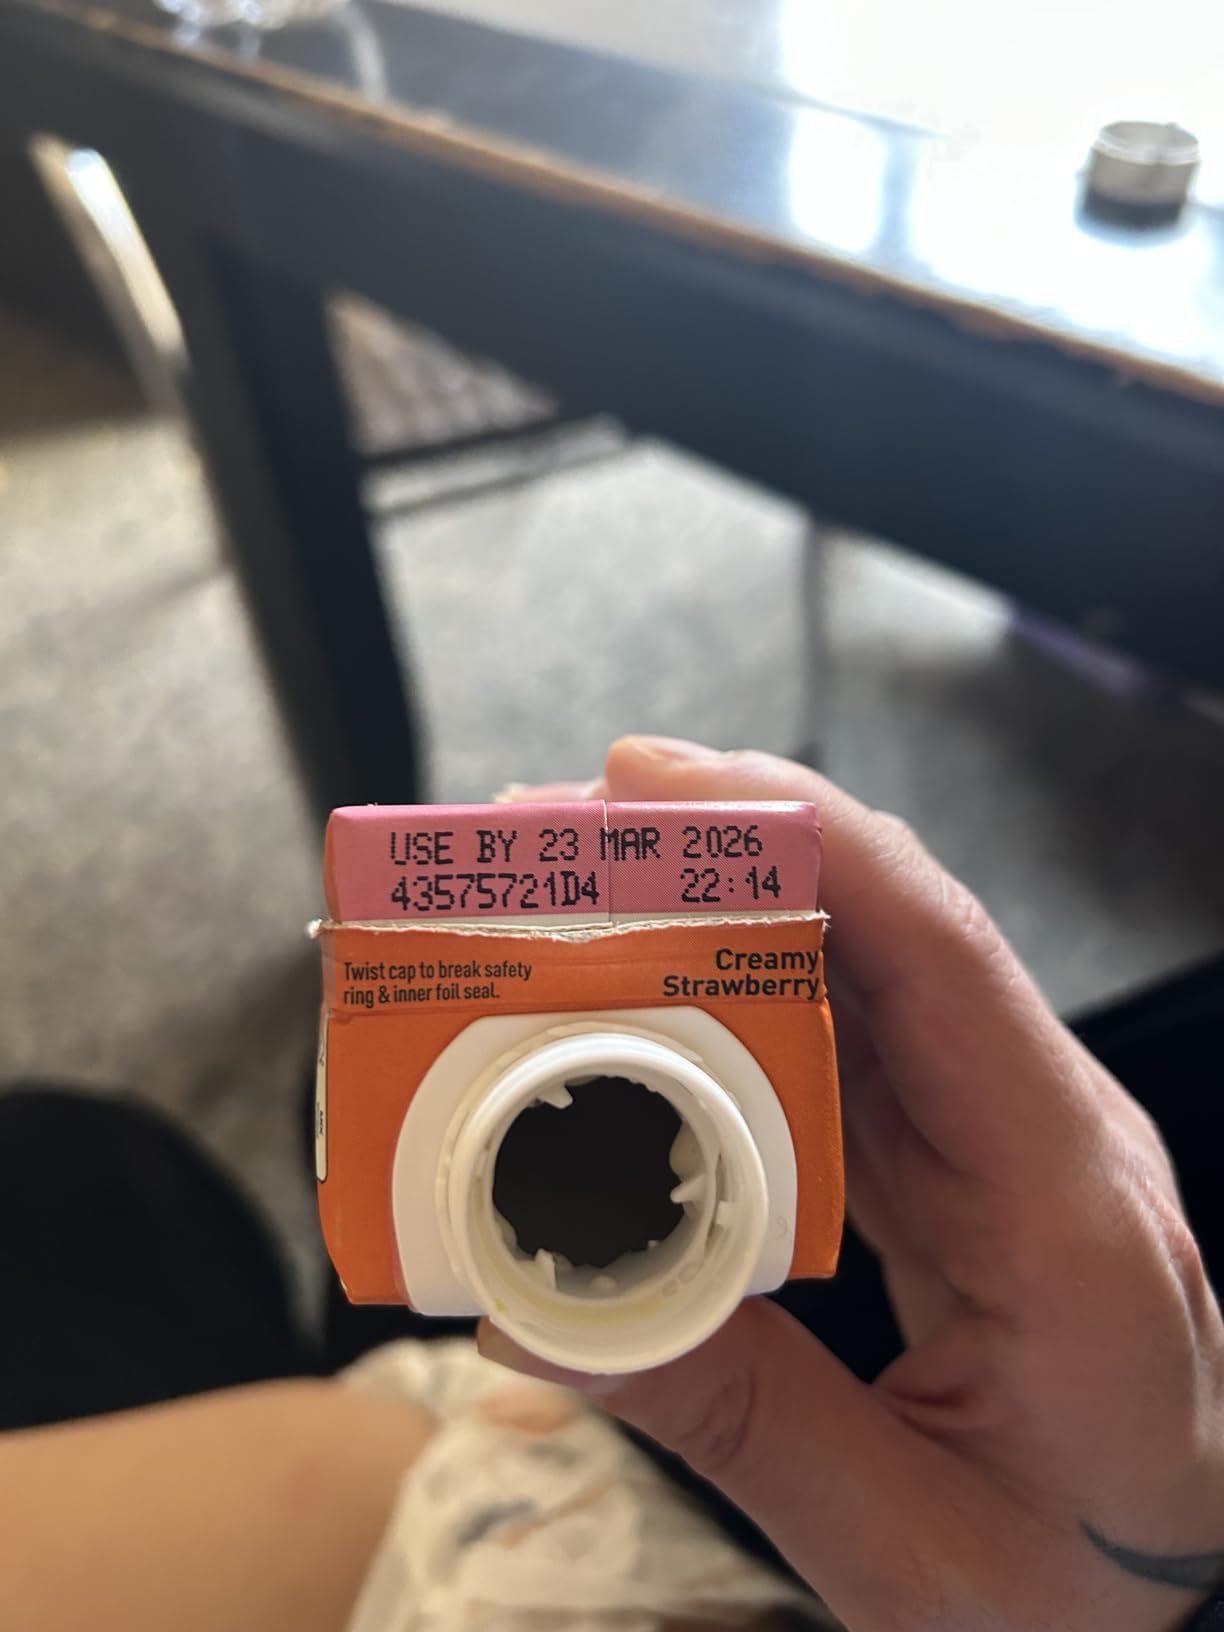 USE BY 23 MAR 2026
43575721D4 22:14
Twist cap to break safety
ring & inner foil seal.
Creamy
Strawberry